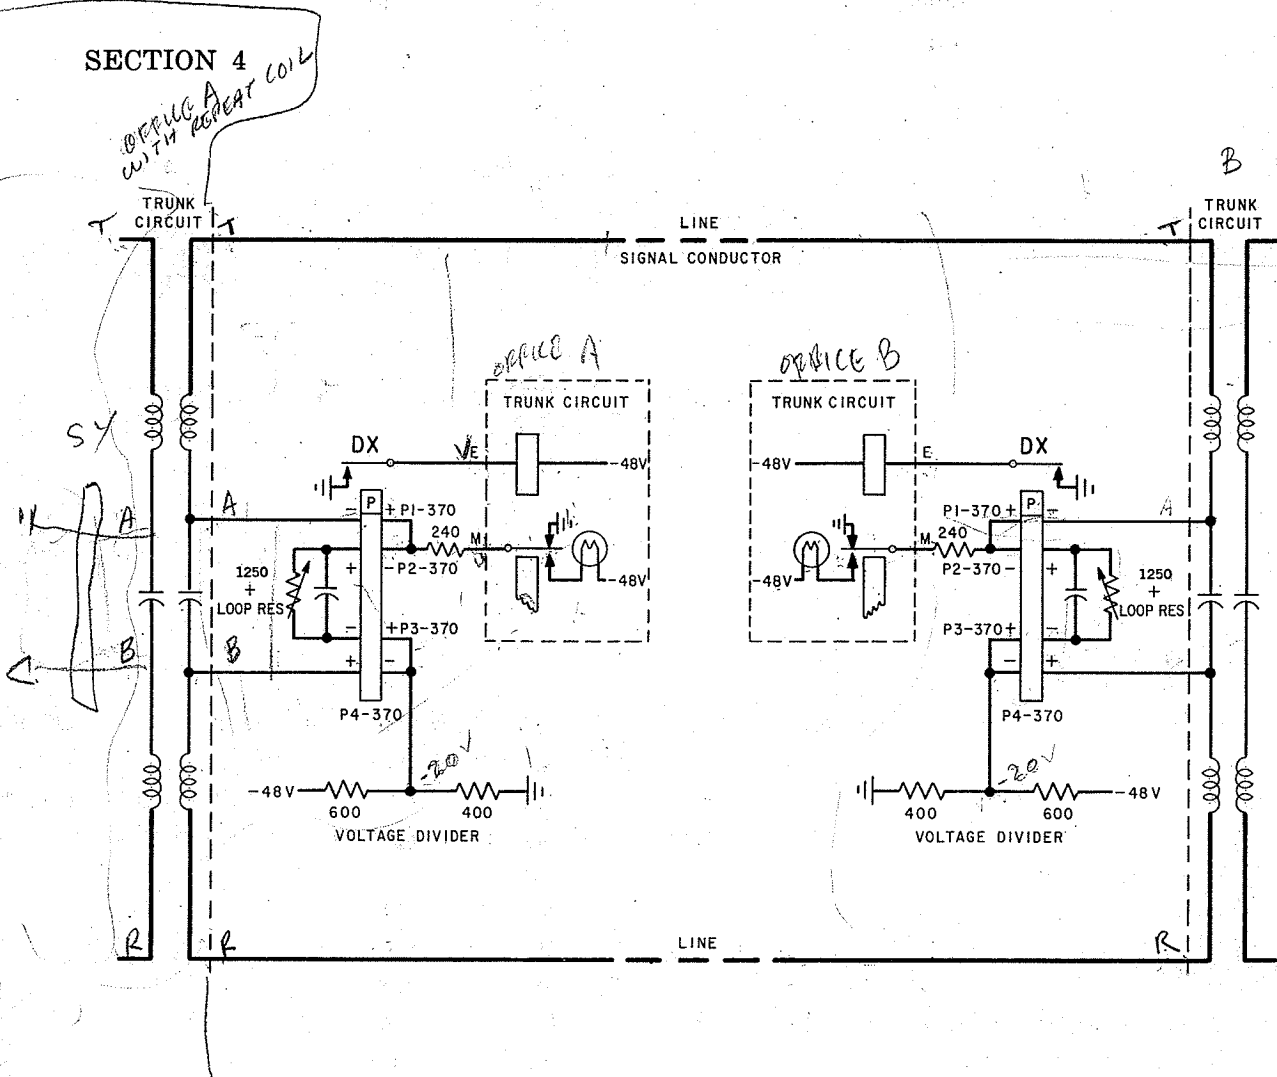 SECTION 4
OFFICE A
WITH REPEAT COIL
B
TRUNK
CIRCUIT
TRUNK
CIRCUIT
T
T
LINE
T
SIGNAL CONDUCTOR
OFFICE A
OFFICE B
TRUNK CIRCUIT
TRUNK CIRCUIT
DX
E
-48V
-48V
E
DX
A
P
+ P1-370
P1-370 +
P
A
A
240
M
M
240
1250
+
LOOP RES
+
- P2-370
-48V
-48V
P2-370 -
+
1250
+
LOOP RES
-
+ P3-370
P3-370 +
-
B
B
+
-
-
+
P4-370
P4-370
-20V
-20V
-48V
600
400
VOLTAGE DIVIDER
400
600
-48V
VOLTAGE DIVIDER
R
R
LINE
R